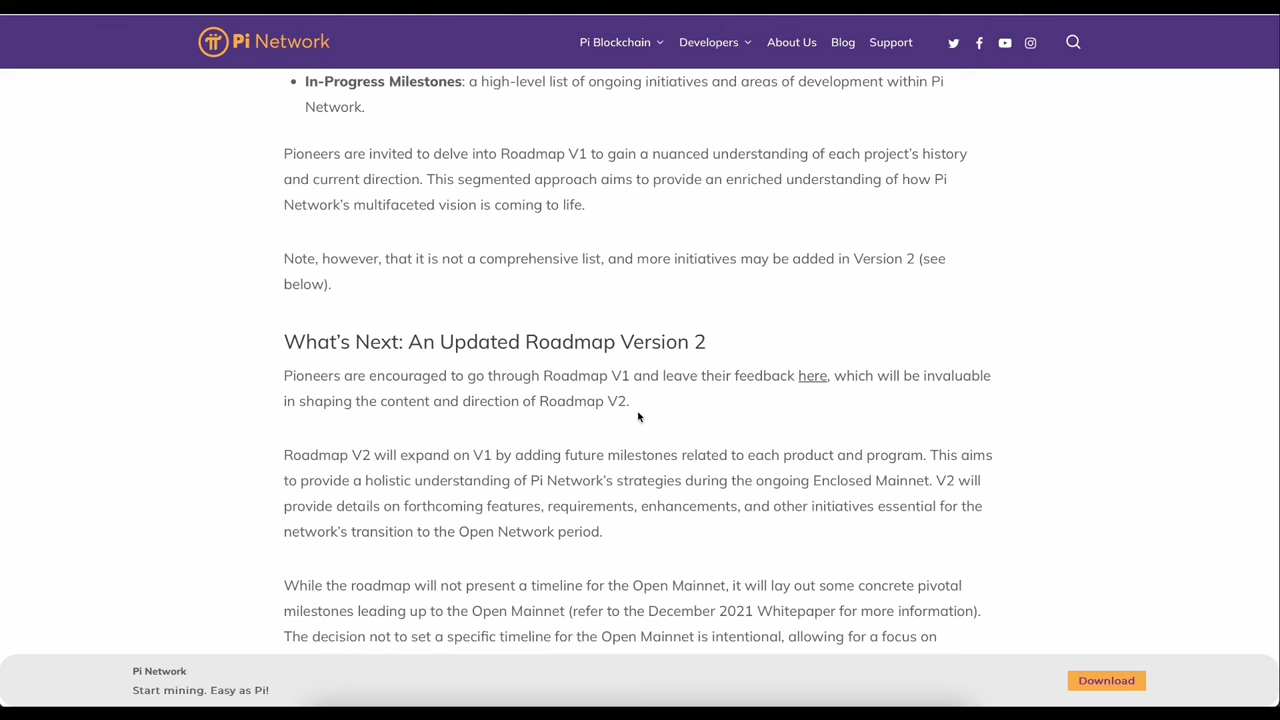 Pi Network
Pi Blockchain
Developers
About Us
Blog
Support
• In-Progress Milestones: a high-level list of ongoing initiatives and areas of development within Pi
Network.
Pioneers are invited to delve into Roadmap V1 to gain a nuanced understanding of each project’s history
and current direction. This segmented approach aims to provide an enriched understanding of how Pi
Network’s multifaceted vision is coming to life.
Note, however, that it is not a comprehensive list, and more initiatives may be added in Version 2 (see
below).
What’s Next: An Updated Roadmap Version 2
Pioneers are encouraged to go through Roadmap V1 and leave their feedback here, which will be invaluable
in shaping the content and direction of Roadmap V2.
Roadmap V2 will expand on V1 by adding future milestones related to each product and program. This aims
to provide a holistic understanding of Pi Network’s strategies during the ongoing Enclosed Mainnet. V2 will
provide details on forthcoming features, requirements, enhancements, and other initiatives essential for the
network’s transition to the Open Network period.
While the roadmap will not present a timeline for the Open Mainnet, it will lay out some concrete pivotal
milestones leading up to the Open Mainnet (refer to the December 2021 Whitepaper for more information).
The decision not to set a specific timeline for the Open Mainnet is intentional, allowing for a focus on
Pi Network
Start mining. Easy as Pi!
Download